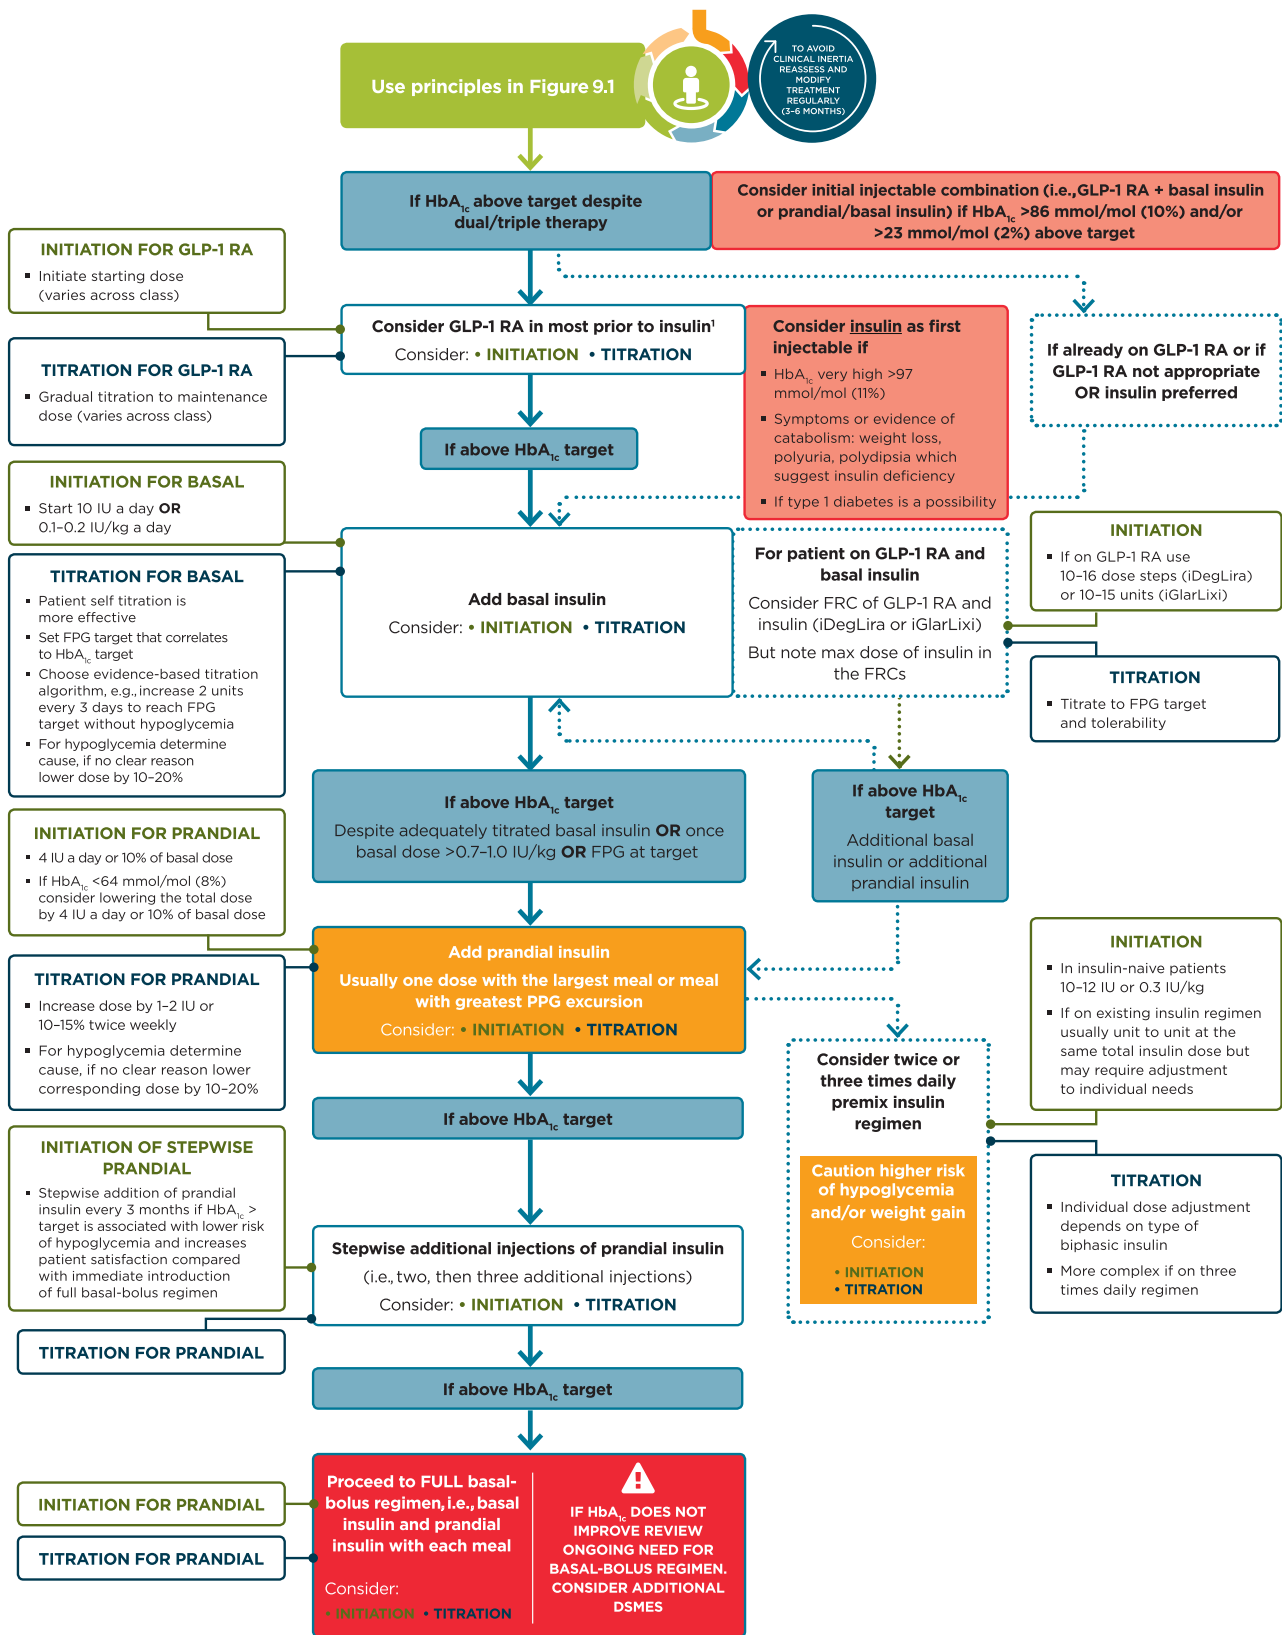 Use principles in Figure 9.1
TO AVOID
CLINICAL INERTIA
REASSESS AND
MODIFY
TREATMENT
REGULARLY
(3–6 MONTHS)
If HbA1c above target despite
dual/triple therapy
Consider initial injectable combination (i.e., GLP-1 RA + basal insulin
or prandial/basal insulin) if HbA1c >86 mmol/mol (10%) and/or
>23 mmol/mol (2%) above target
INITIATION FOR GLP-1 RA
▪ Initiate starting dose
(varies across class)
TITRATION FOR GLP-1 RA
▪ Gradual titration to maintenance
dose (varies across class)
Consider GLP-1 RA in most prior to insulin1
Consider: • INITIATION • TITRATION
Consider insulin as first
injectable if
▪ HbA1c very high >97
mmol/mol (11%)
▪ Symptoms or evidence of
catabolism: weight loss,
polyuria, polydipsia which
suggest insulin deficiency
▪ If type 1 diabetes is a possibility
If already on GLP-1 RA or if
GLP-1 RA not appropriate
OR insulin preferred
If above HbA1c target
INITIATION FOR BASAL
▪ Start 10 IU a day OR
0.1–0.2 IU/kg a day
TITRATION FOR BASAL
▪ Patient self titration is
more effective
▪ Set FPG target that correlates
to HbA1c target
▪ Choose evidence-based titration
algorithm, e.g., increase 2 units
every 3 days to reach FPG
target without hypoglycemia
▪ For hypoglycemia determine
cause, if no clear reason
lower dose by 10–20%
Add basal insulin
Consider: • INITIATION • TITRATION
For patient on GLP-1 RA and
basal insulin
Consider FRC of GLP-1 RA and
insulin (iDegLira or iGlarLixi)
But note max dose of insulin in
the FRCs
INITIATION
▪ If on GLP-1 RA use
10–16 dose steps (iDegLira)
or 10–15 units (iGlarLixi)
TITRATION
▪ Titrate to FPG target
and tolerability
If above HbA1c target
Despite adequately titrated basal insulin OR once
basal dose >0.7–1.0 IU/kg OR FPG at target
If above HbA1c
target
Additional basal
insulin or additional
prandial insulin
INITIATION FOR PRANDIAL
▪ 4 IU a day or 10% of basal dose
▪ If HbA1c <64 mmol/mol (8%)
consider lowering the total dose
by 4 IU a day or 10% of basal dose
TITRATION FOR PRANDIAL
▪ Increase dose by 1–2 IU or
10–15% twice weekly
▪ For hypoglycemia determine
cause, if no clear reason lower
corresponding dose by 10–20%
Add prandial insulin
Usually one dose with the largest meal or meal
with greatest PPG excursion
Consider: • INITIATION • TITRATION
Consider twice or
three times daily
premix insulin
regimen
Caution higher risk
of hypoglycemia
and/or weight gain
Consider:
• INITIATION
• TITRATION
INITIATION
▪ In insulin-naive patients
10–12 IU or 0.3 IU/kg
▪ If on existing insulin regimen
usually unit to unit at the
same total insulin dose but
may require adjustment
to individual needs
TITRATION
▪ Individual dose adjustment
depends on type of
biphasic insulin
▪ More complex if on three
times daily regimen
If above HbA1c target
INITIATION OF STEPWISE
PRANDIAL
▪ Stepwise addition of prandial
insulin every 3 months if HbA1c >
target is associated with lower risk
of hypoglycemia and increases
patient satisfaction compared
with immediate introduction
of full basal-bolus regimen
TITRATION FOR PRANDIAL
Stepwise additional injections of prandial insulin
(i.e., two, then three additional injections)
Consider: • INITIATION • TITRATION
If above HbA1c target
INITIATION FOR PRANDIAL
TITRATION FOR PRANDIAL
Proceed to FULL basal-
bolus regimen, i.e., basal
insulin and prandial
insulin with each meal
Consider:
• INITIATION • TITRATION
IF HbA1c DOES NOT
IMPROVE REVIEW
ONGOING NEED FOR
BASAL-BOLUS REGIMEN.
CONSIDER ADDITIONAL
DSMES